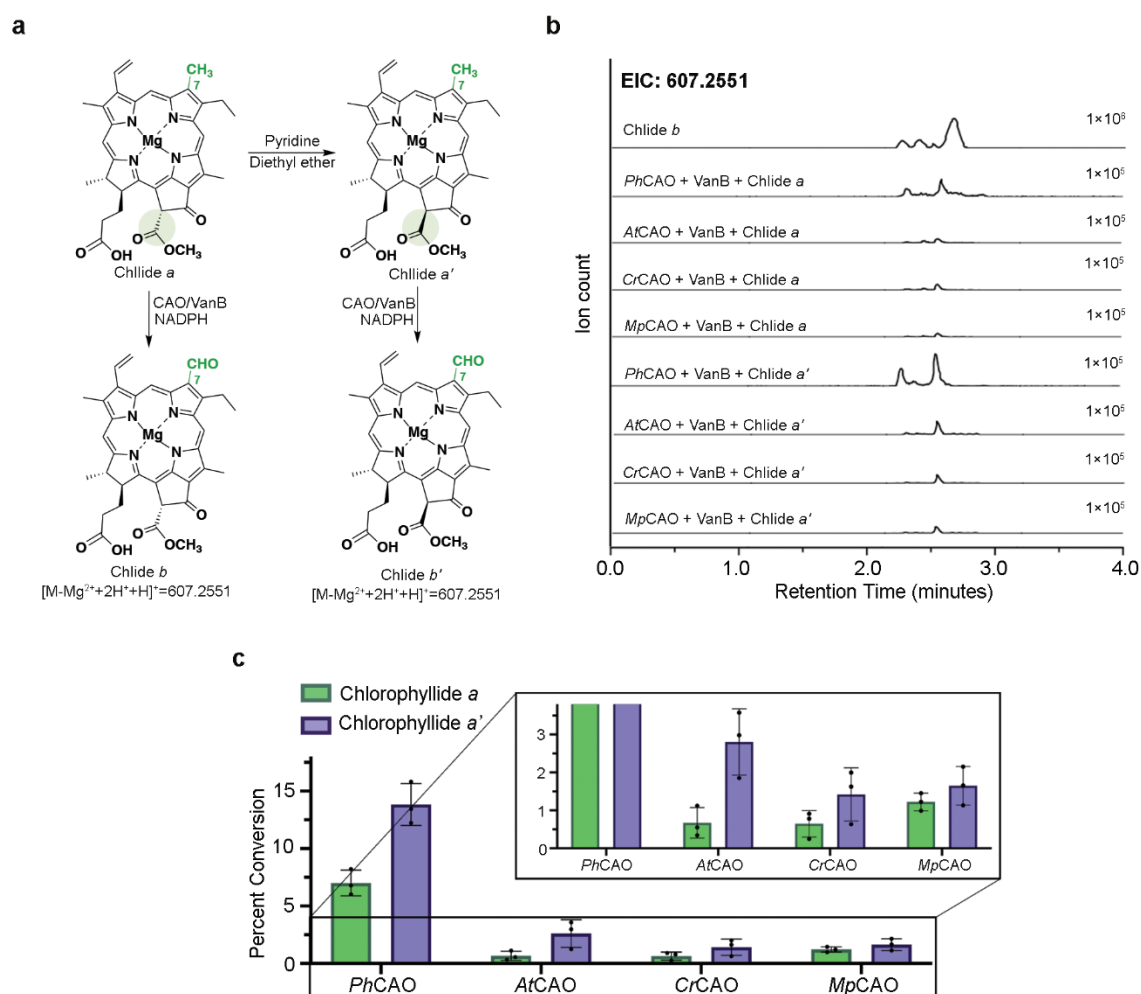 a
CH₃
7
N
N
Mg
N
N
O
O
OH
OCH₃
Chllide a
Pyridine
Diethyl ether
CH₃
7
N
N
Mg
N
N
O
O
OH
OCH₃
Chllide a'
CAO/VanB
NADPH
CAO/VanB
NADPH
CHO
7
N
N
Mg
N
N
O
O
OH
OCH₃
Chlide b
[M-Mg²⁺+2H⁺+H]⁺=607.2551
CHO
7
N
N
Mg
N
N
O
O
OH
OCH₃
Chlide b'
[M-Mg²⁺+2H⁺+H]⁺=607.2551
b
EIC: 607.2551
Chlide b 1×10⁶
PhCAO + VanB + Chlide a 1×10⁵
AtCAO + VanB + Chlide a 1×10⁵
CrCAO + VanB + Chlide a 1×10⁵
MpCAO + VanB + Chlide a 1×10⁵
PhCAO + VanB + Chlide a' 1×10⁵
AtCAO + VanB + Chlide a' 1×10⁵
CrCAO + VanB + Chlide a' 1×10⁵
MpCAO + VanB + Chlide a' 1×10⁵
Ion count
0.0 1.0 2.0 3.0 4.0
Retention Time (minutes)
c
Chlorophyllide a
Chlorophyllide a'
Percent Conversion
15
10
5
0
PhCAO AtCAO CrCAO MpCAO
3
2
1
0
PhCAO AtCAO CrCAO MpCAO